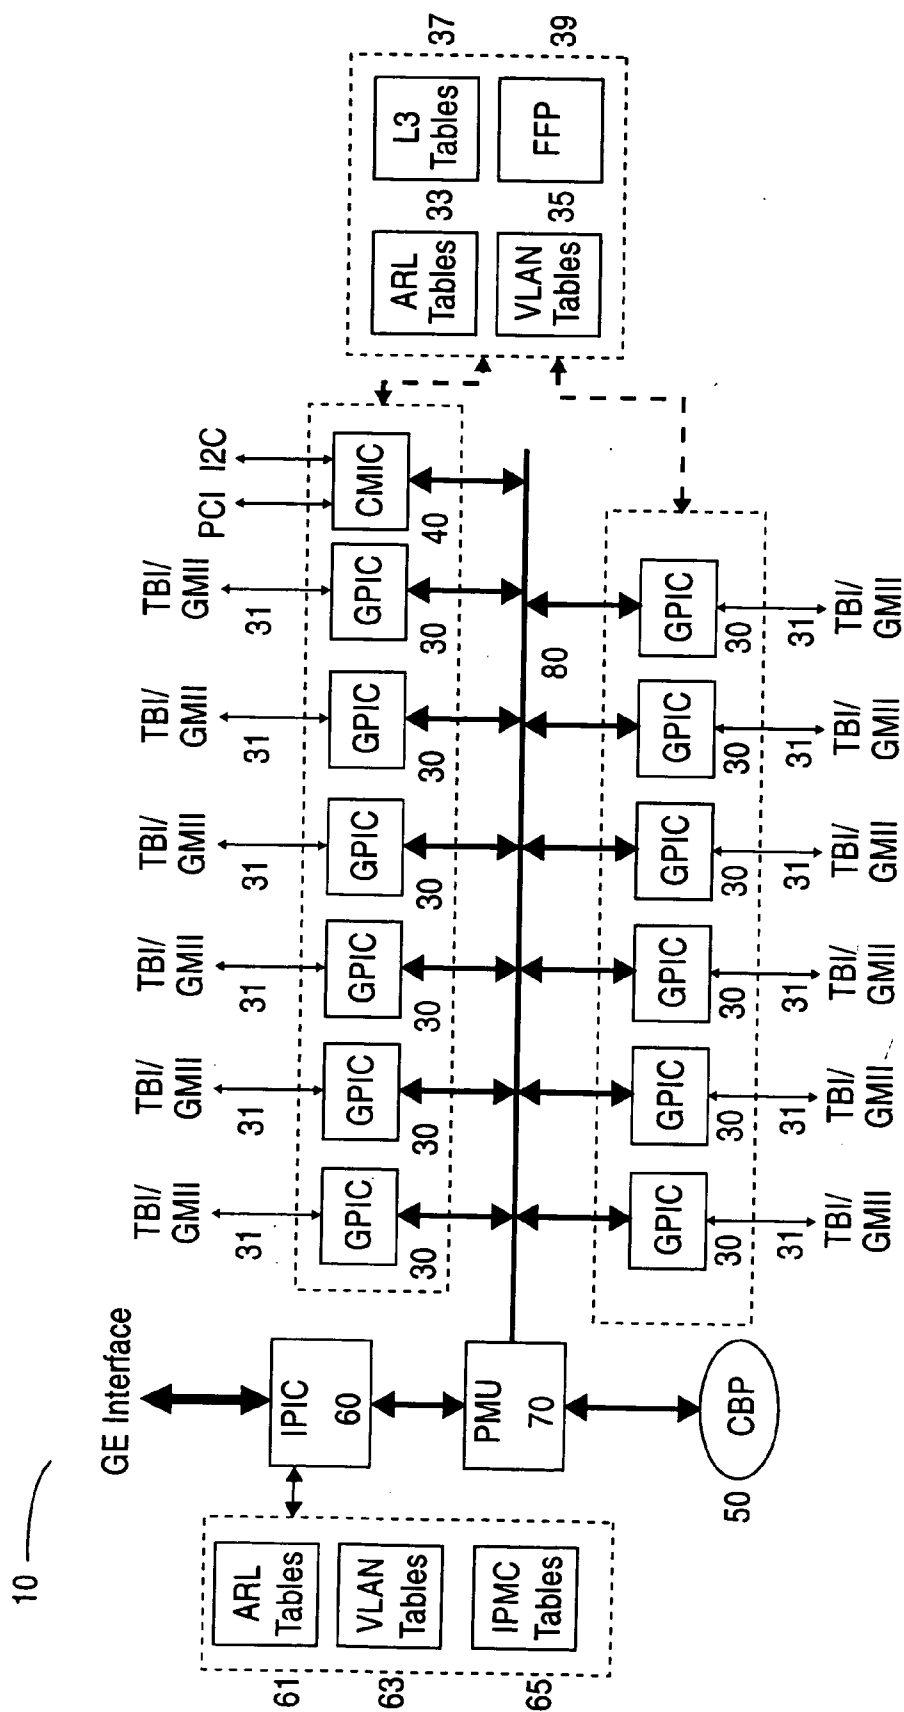 10
GE Interface
TBI/
GMII
TBI/
GMII
TBI/
GMII
TBI/
GMII
TBI/
GMII
TBI/
GMII
PCI
I2C
31
31
31
31
31
31
61
ARL
Tables
63
VLAN
Tables
65
IPMC
Tables
IPIC
60
GPIC
GPIC
GPIC
GPIC
GPIC
GPIC
CMIC
30
30
30
30
30
30
40
PMU
70
80
ARL
Tables
33
L3
Tables
37
VLAN
Tables
35
FFP
39
50
CBP
GPIC
GPIC
GPIC
GPIC
GPIC
GPIC
30
30
30
30
30
30
31
31
31
31
31
31
TBI/
GMII
TBI/
GMII
TBI/
GMII
TBI/
GMII
TBI/
GMII
TBI/
GMII